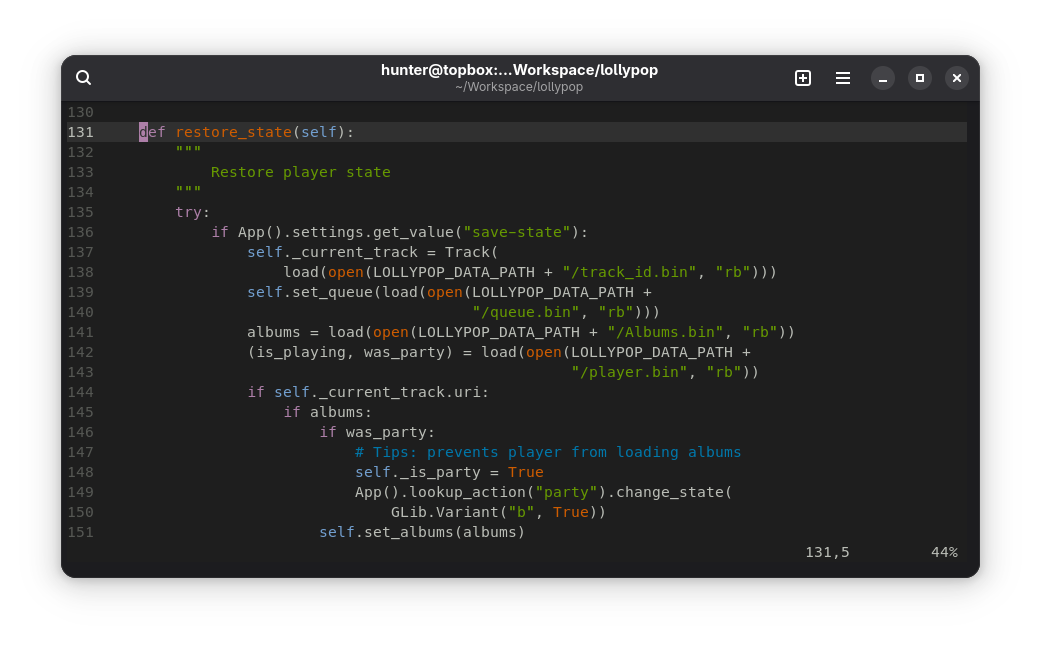 hunter@topbox:...Workspace/lollypop
~/Workspace/lollypop
130
131     def restore_state(self):
132         """
133             Restore player state
134         """
135         try:
136             if App().settings.get_value("save-state"):
137                 self._current_track = Track(
138                     load(open(LOLLYPOP_DATA_PATH + "/track_id.bin", "rb")))
139                 self.set_queue(load(open(LOLLYPOP_DATA_PATH +
140                                          "/queue.bin", "rb")))
141                 albums = load(open(LOLLYPOP_DATA_PATH + "/Albums.bin", "rb"))
142                 (is_playing, was_party) = load(open(LOLLYPOP_DATA_PATH +
143                                                     "/player.bin", "rb"))
144                 if self._current_track.uri:
145                     if albums:
146                         if was_party:
147                             # Tips: prevents player from loading albums
148                             self._is_party = True
149                             App().lookup_action("party").change_state(
150                                 GLib.Variant("b", True))
151                         self.set_albums(albums)
131,5         44%